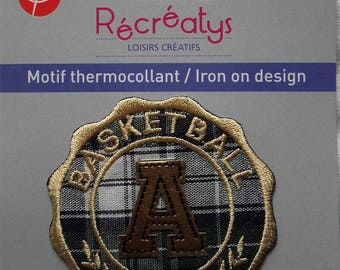 Récréatys
LOISIRS CRÉATIFS
Motif thermocollant / Iron on design
BASKETBALL
A